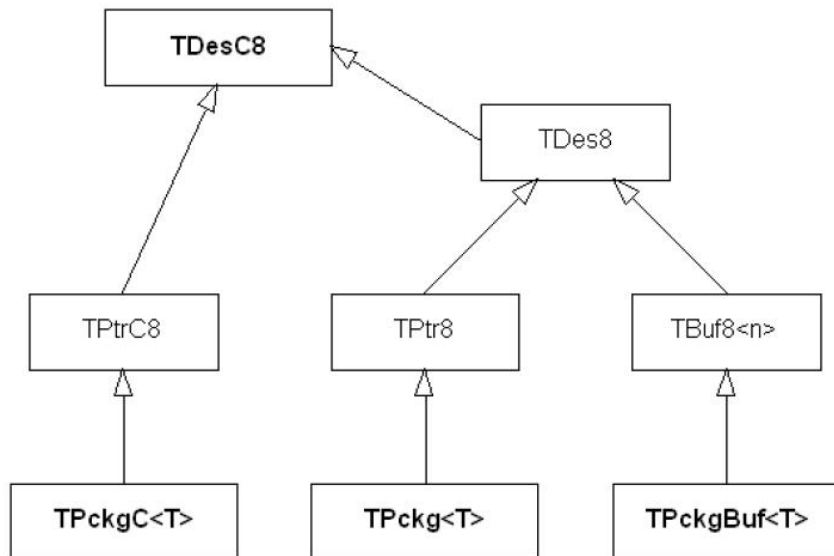 TDesC8
TDes8
TPtrC8
TPtr8
TBuf8<n>
TPckgC<T>
TPckg<T>
TPckgBuf<T>